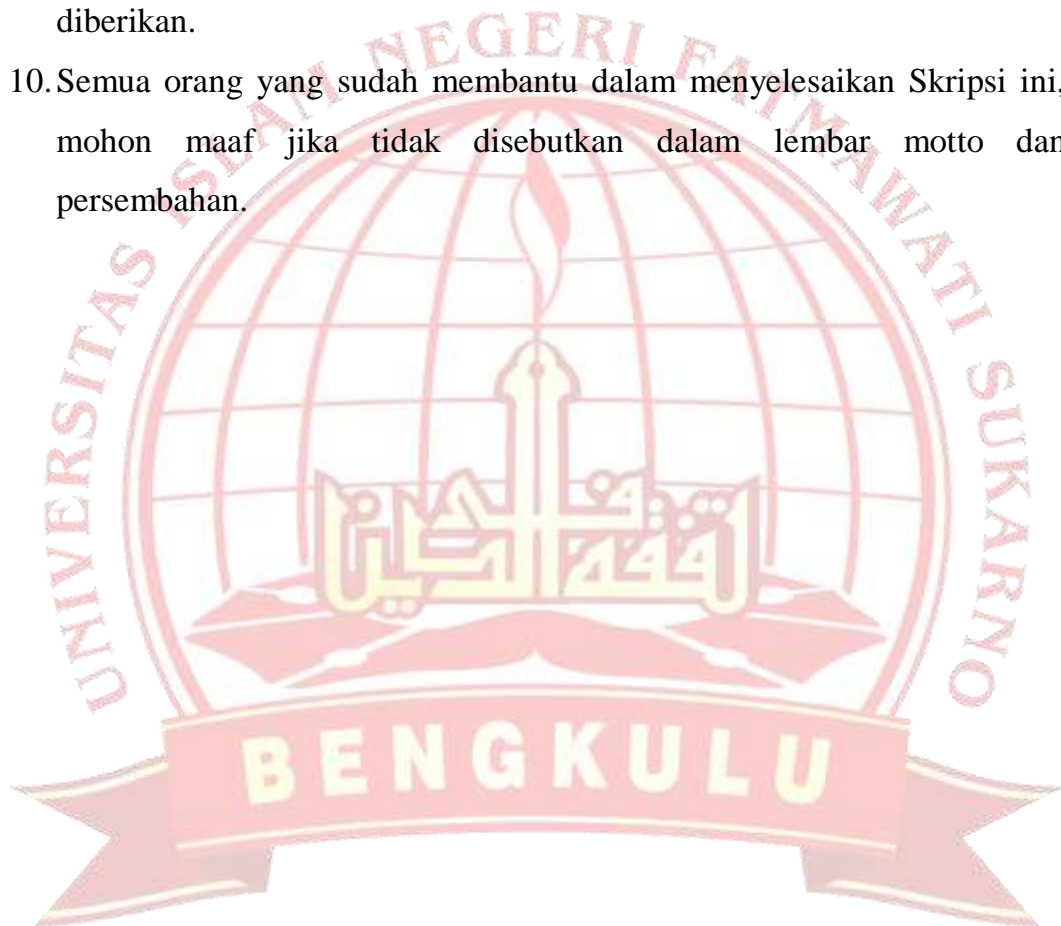 diberikan.
10. Semua orang yang sudah membantu dalam menyelesaikan Skripsi ini,
mohon maaf jika tidak disebutkan dalam lembar motto dan
persembahan.
UNIVERSITAS ISLAM NEGERI FATMAWATI SUKARNO
BENGKULU